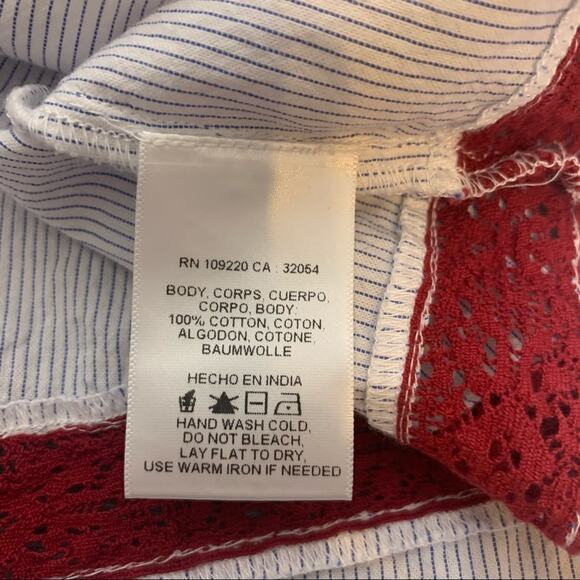 RN 109220 CA : 32054
BODY, CORPS, CUERPO,
CORPO, BODY:
100% COTTON, COTON,
ALGODON, COTONE,
BAUMWOLLE
HECHO EN INDIA
HAND WASH COLD,
DO NOT BLEACH,
LAY FLAT TO DRY,
USE WARM IRON IF NEEDED